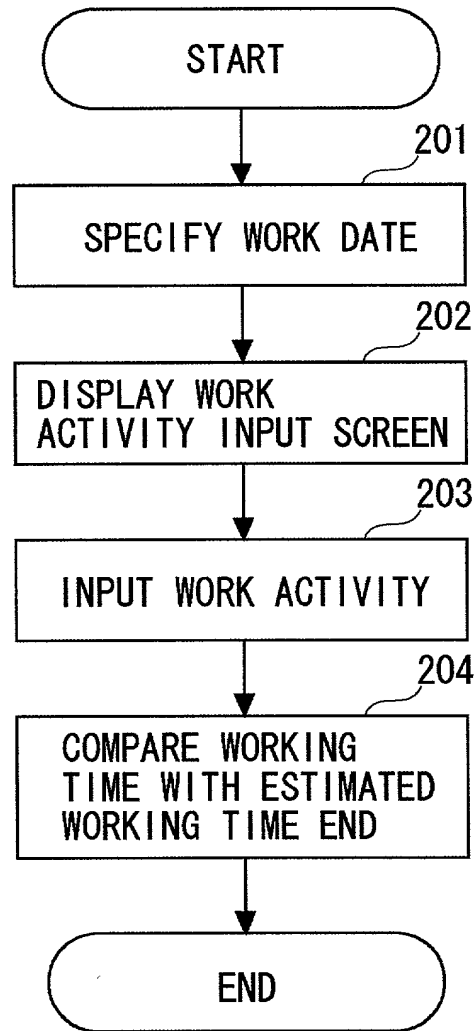 START
201
SPECIFY WORK DATE
202
DISPLAY WORK
ACTIVITY INPUT SCREEN
203
INPUT WORK ACTIVITY
204
COMPARE WORKING
TIME WITH ESTIMATED
WORKING TIME END
END